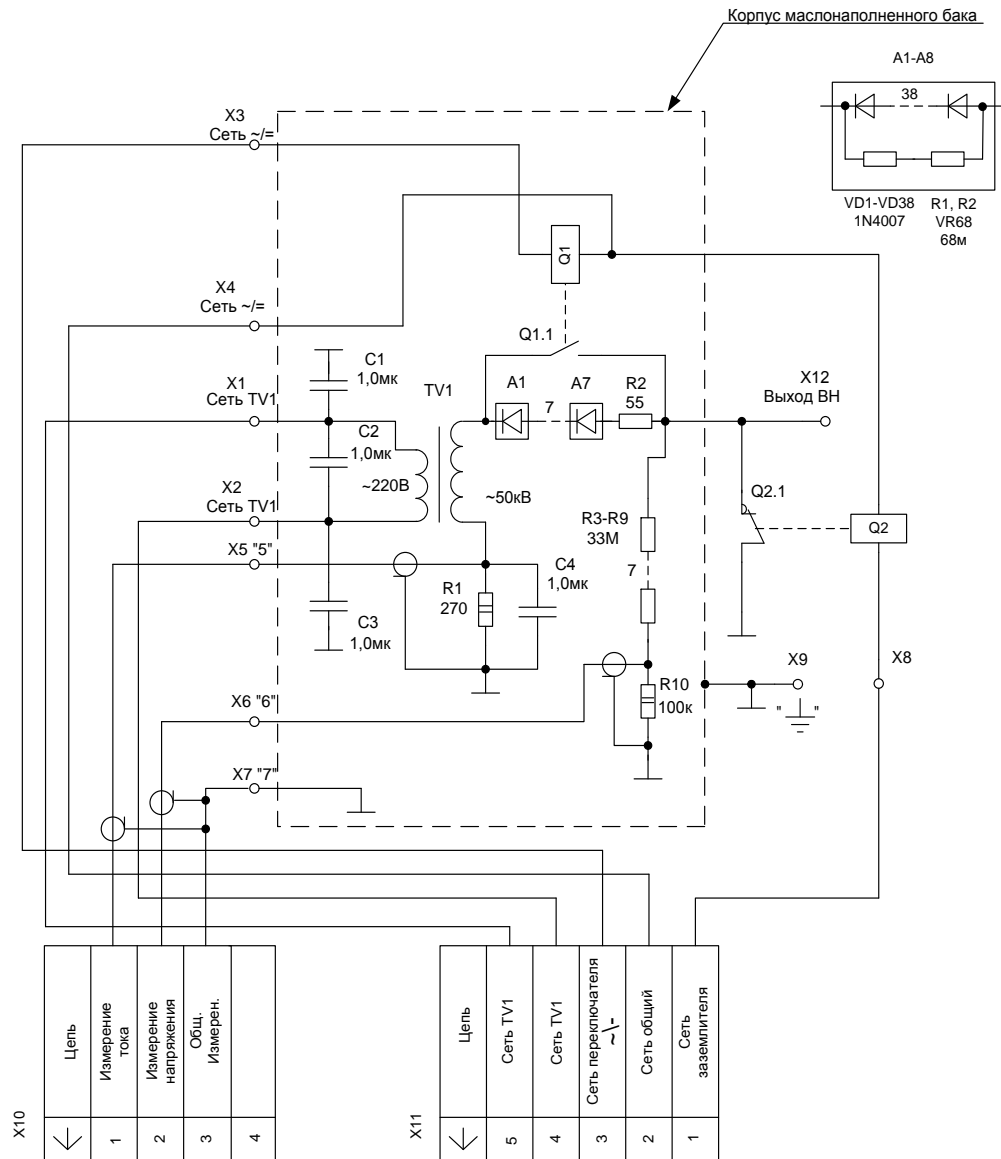 Корпус маслонаполненного бака
А1-А8
38
VD1-VD38
1N4007
R1, R2
VR68
68м
X3
Сеть ~/=
Q1
X4
Сеть ~/=
Q1.1
C1
1,0мк
X1
Сеть TV1
TV1
A1
7
A7
R2
55
X12
Выход ВН
C2
1,0мк
~220В
~50кВ
X2
Сеть TV1
Q2.1
Q2
R3-R9
33М
7
X5 "5"
C4
1,0мк
R1
270
C3
1,0мк
X9
X8
" "
X6 "6"
R10
100к
X7 "7"
X10
Цепь
Измерение
тока
Измерение
напряжения
Общ.
Измерен.
1
2
3
4
X11
Цепь
Сеть TV1
Сеть TV1
Сеть переключателя
~\-
Сеть общий
Сеть
заземлителя
5
4
3
2
1